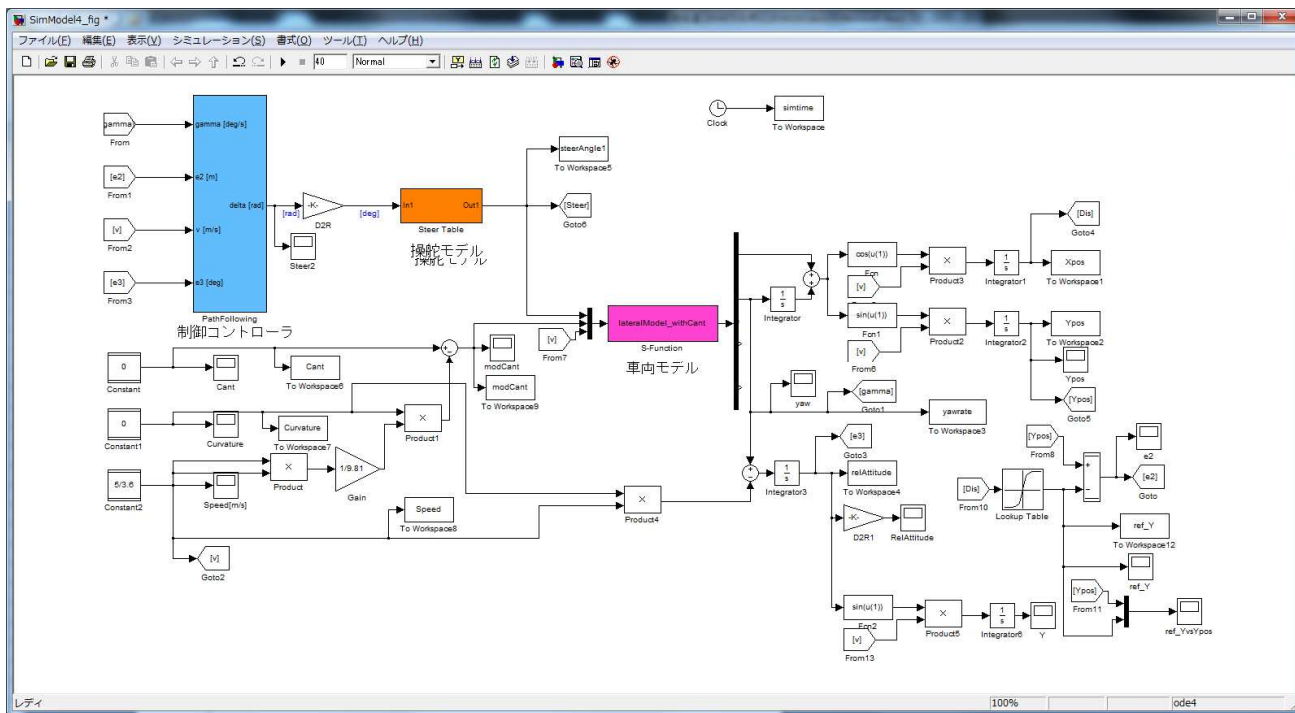 SimModel4_fig *
ファイル(F) 編集(E) 表示(V) シミュレーション(S) 書式(O) ツール(T) ヘルプ(H)
40
Normal
gamma
From
gamma [deg/s]
[e2]
From1
e2 [m]
[v]
From2
v [m/s]
[e3]
From3
e3 [deg]
delta [rad]
PathFollowing
制御コントローラ
[rad]
-K-
D2R
[deg]
Steer2
In1
Out1
Steer Table
操舵モデル
steerAngle1
To Workspace5
[Steer]
Goto6
Clock
simtime
To Workspace
[v]
From7
lateralModel_withCant
S-Function
車両モデル
1
s
Integrator
cos(u(1))
Fcn
[v]
Product3
1
s
Integrator1
[Dis]
Goto4
Xpos
To Workspace1
sin(u(1))
Fcn1
[v]
From6
Product2
1
s
Integrator2
Ypos
To Workspace2
Ypos
[Ypos]
Goto5
0
Constant
Cant
Cant
To Workspace6
modCant
modCant
To Workspace9
0
Constant1
Curvature
Curvature
To Workspace7
Product1
5/3.6
Constant2
Speed[m/s]
Product
1/9.81
Gain
Speed
To Workspace8
[v]
Goto2
Product4
yaw
[gamma]
Goto1
yawrate
To Workspace3
1
s
Integrator3
[e3]
Goto3
relAttitude
To Workspace4
-K-
D2R1
RelAttitude
sin(u(1))
Fcn2
[v]
From13
Product5
1
s
Integrator6
Y
[Ypos]
From8
e2
[e2]
Goto
[Dis]
From10
Lookup Table
ref_Y
To Workspace12
ref_Y
[Ypos]
From11
ref_YvsYpos
レディ
100%
ode4